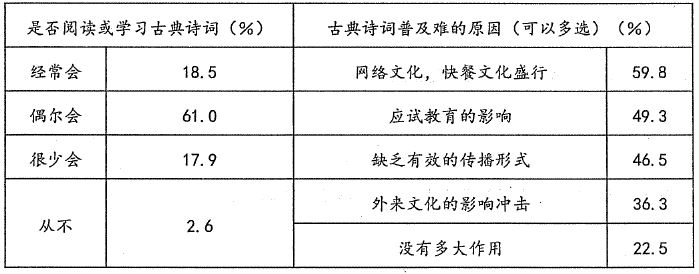 是否阅读或学习古典诗词（%） 古典诗词普及难的原因（可以多选）（%）
经常会 18.5 网络文化，快餐文化盛行 59.8
偶尔会 61.0 应试教育的影响 49.3
很少会 17.9 缺乏有效的传播形式 46.5
从不 2.6 外来文化的影响冲击 36.3
没有多大作用 22.5